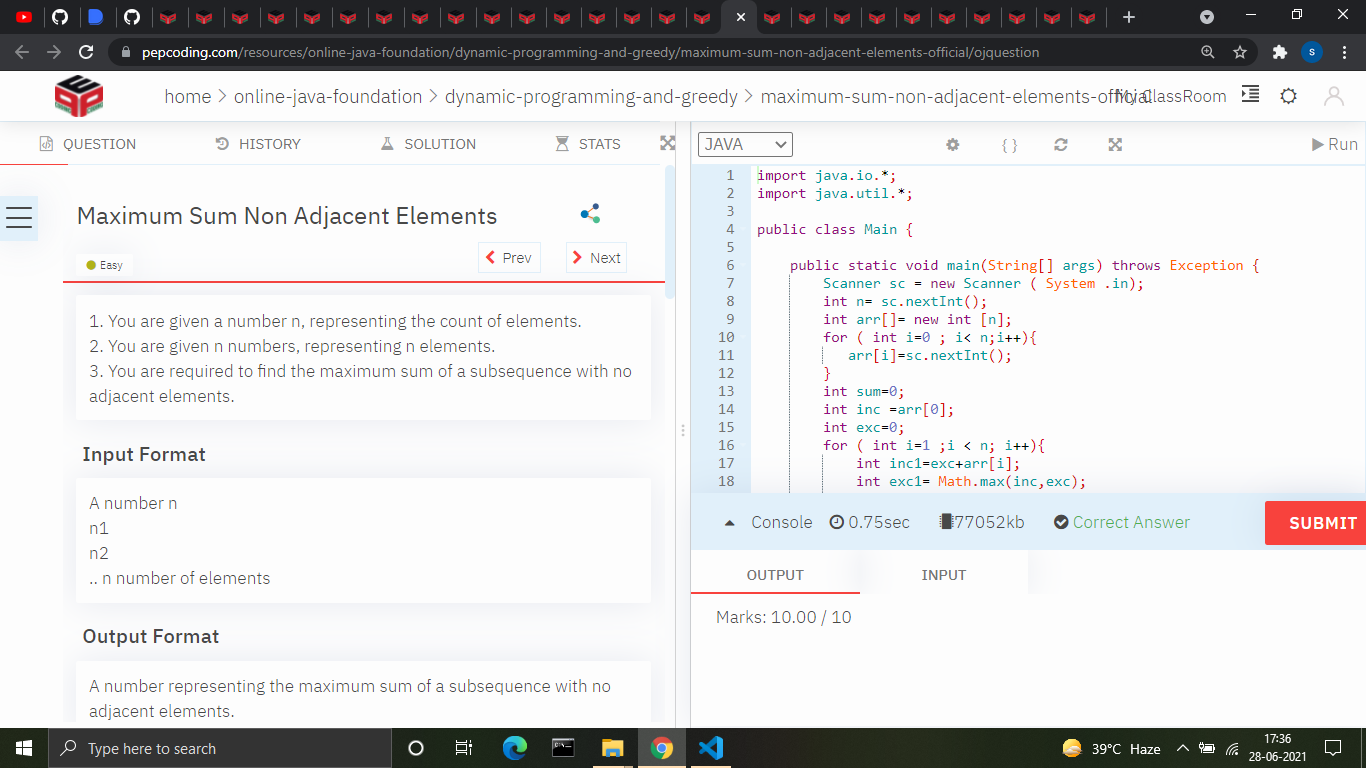 pepcoding.com/resources/online-java-foundation/dynamic-programming-and-greedy/maximum-sum-non-adjacent-elements-official/ojquestion
S
home > online-java-foundation > dynamic-programming-and-greedy > maximum-sum-non-adjacent-elements-official
My ClassRoom
QUESTION
HISTORY
SOLUTION
STATS
Maximum Sum Non Adjacent Elements
Easy
Prev
Next
1. You are given a number n, representing the count of elements.
2. You are given n numbers, representing n elements.
3. You are required to find the maximum sum of a subsequence with no
adjacent elements.
Input Format
A number n
n1
n2
.. n number of elements
Output Format
A number representing the maximum sum of a subsequence with no
adjacent elements.
JAVA
{ }
Run
1 import java.io.*;
2 import java.util.*;
3
4 public class Main {
5
6 public static void main(String[] args) throws Exception {
7 Scanner sc = new Scanner ( System .in);
8 int n= sc.nextInt();
9 int arr[]= new int [n];
10 for ( int i=0 ; i< n;i++){
11 arr[i]=sc.nextInt();
12 }
13 int sum=0;
14 int inc =arr[0];
15 int exc=0;
16 for ( int i=1 ;i < n; i++){
17 int inc1=exc+arr[i];
18 int exc1= Math.max(inc,exc);
Console
0.75sec
77052kb
Correct Answer
SUBMIT
OUTPUT
INPUT
Marks: 10.00 / 10
Type here to search
39°C Haze
17:36
28-06-2021